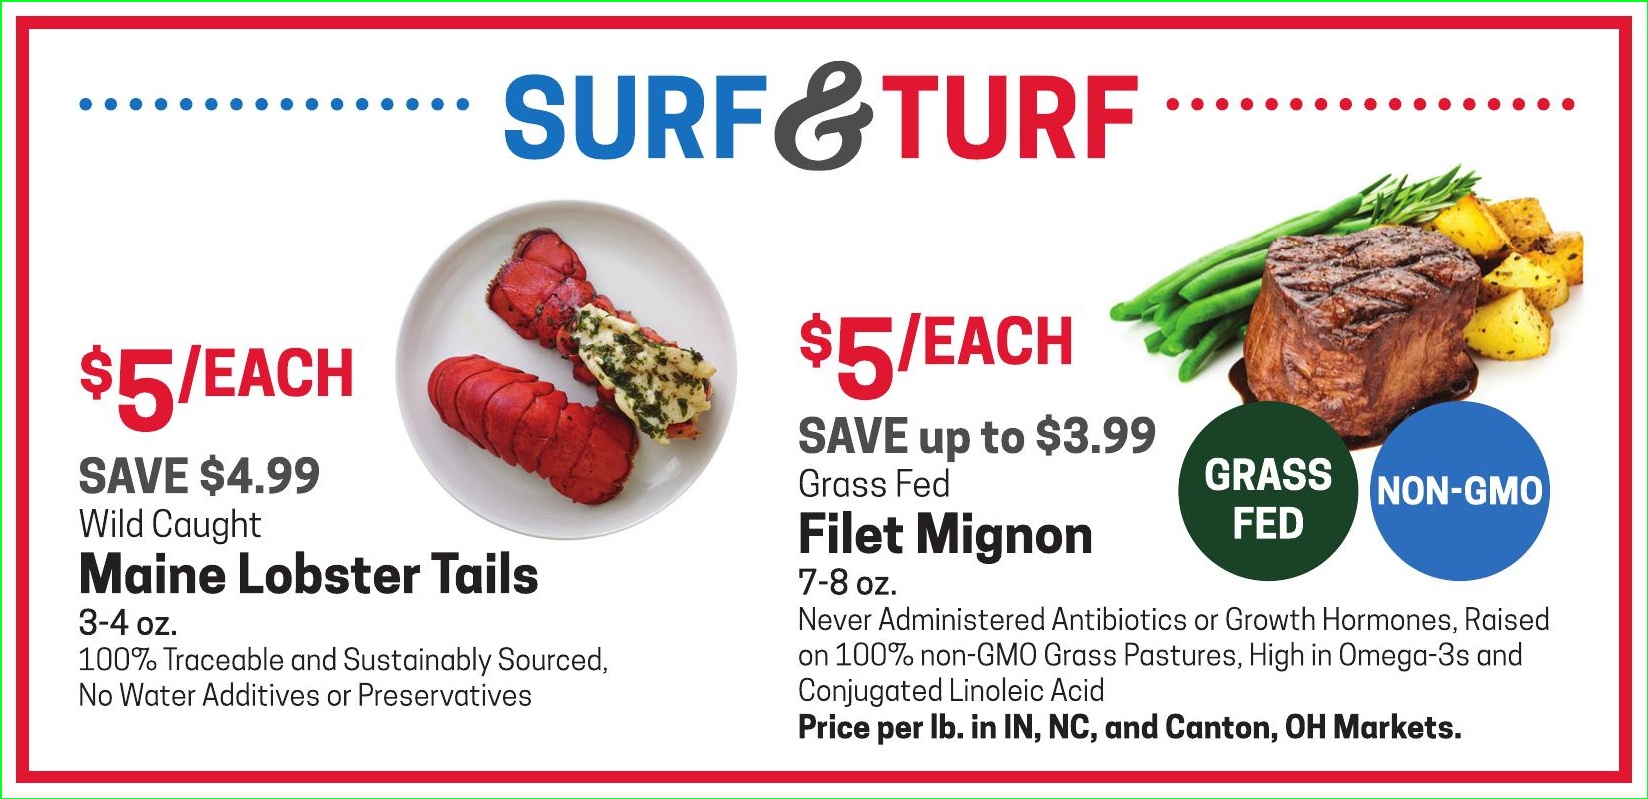 SURF & TURF
$5/EACH
SAVE $4.99
Wild Caught
Maine Lobster Tails
3-4 oz.
100% Traceable and Sustainably Sourced,
No Water Additives or Preservatives
$5/EACH
SAVE up to $3.99
Grass Fed
Filet Mignon
7-8 oz.
Never Administered Antibiotics or Growth Hormones, Raised
on 100% non-GMO Grass Pastures, High in Omega-3s and
Conjugated Linoleic Acid
Price per lb. in IN, NC, and Canton, OH Markets.
GRASS
FED
NON-GMO